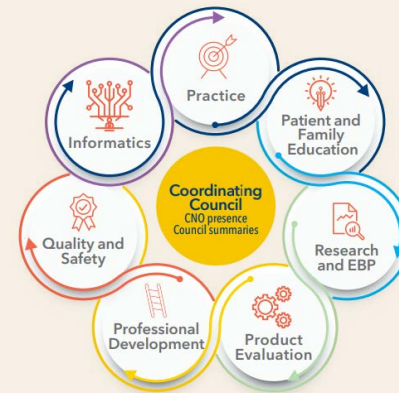 Practice
Patient and
Family
Education
Research
and EBP
Product
Evaluation
Professional
Development
Quality and
Safety
Informatics
Coordinating
Council
CNO presence
Council summaries